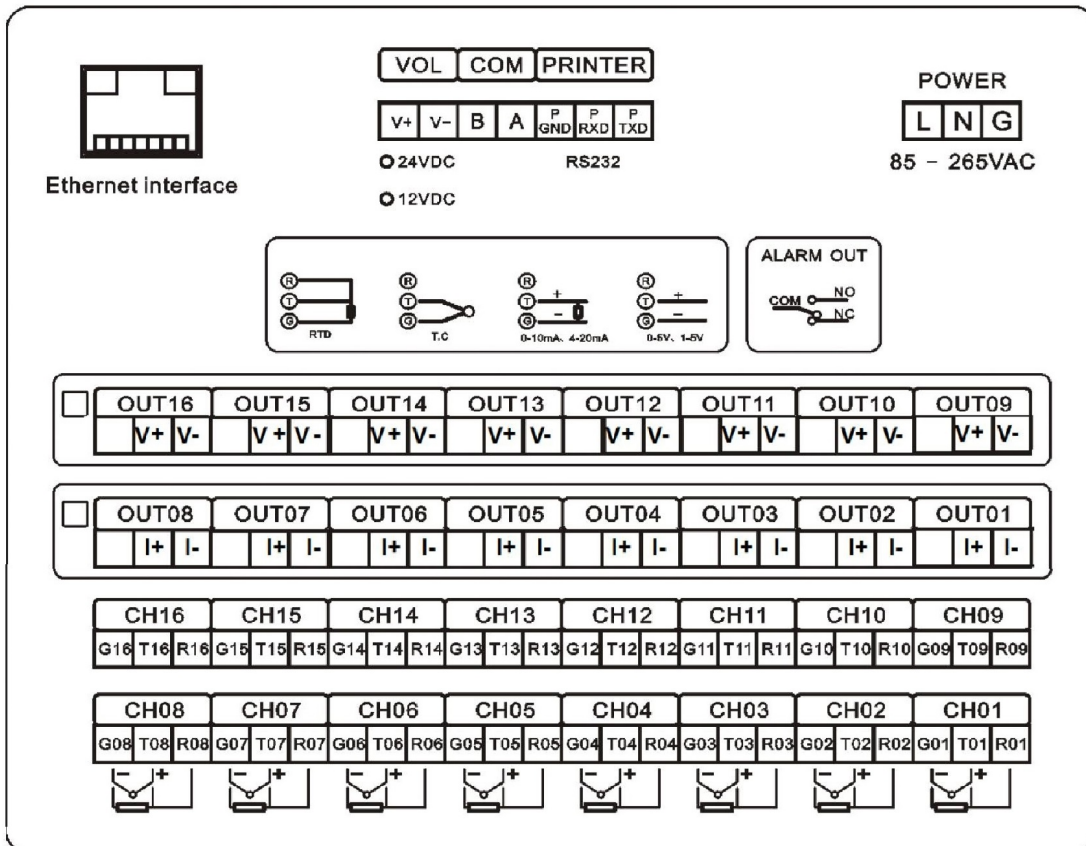 VOL COM PRINTER
POWER
V+ V- B A P GND P RXD P TXD
L N G
24VDC RS232
85 - 265VAC
Ethernet interface
12VDC
ALARM OUT
R R R R
NO
COM
T T T + T +
NC
G G G - G -
RTD T.C 0-10mA、4-20mA 0-5V、1-5V
OUT16 OUT15 OUT14 OUT13 OUT12 OUT11 OUT10 OUT09
V+ V- V+ V- V+ V- V+ V- V+ V- V+ V- V+ V- V+ V-
OUT08 OUT07 OUT06 OUT05 OUT04 OUT03 OUT02 OUT01
I+ I- I+ I- I+ I- I+ I- I+ I- I+ I- I+ I- I+ I-
CH16 CH15 CH14 CH13 CH12 CH11 CH10 CH09
G16 T16 R16 G15 T15 R15 G14 T14 R14 G13 T13 R13 G12 T12 R12 G11 T11 R11 G10 T10 R10 G09 T09 R09
CH08 CH07 CH06 CH05 CH04 CH03 CH02 CH01
G08 T08 R08 G07 T07 R07 G06 T06 R06 G05 T05 R05 G04 T04 R04 G03 T03 R03 G02 T02 R02 G01 T01 R01
- + - + - + - + - + - + - + - +